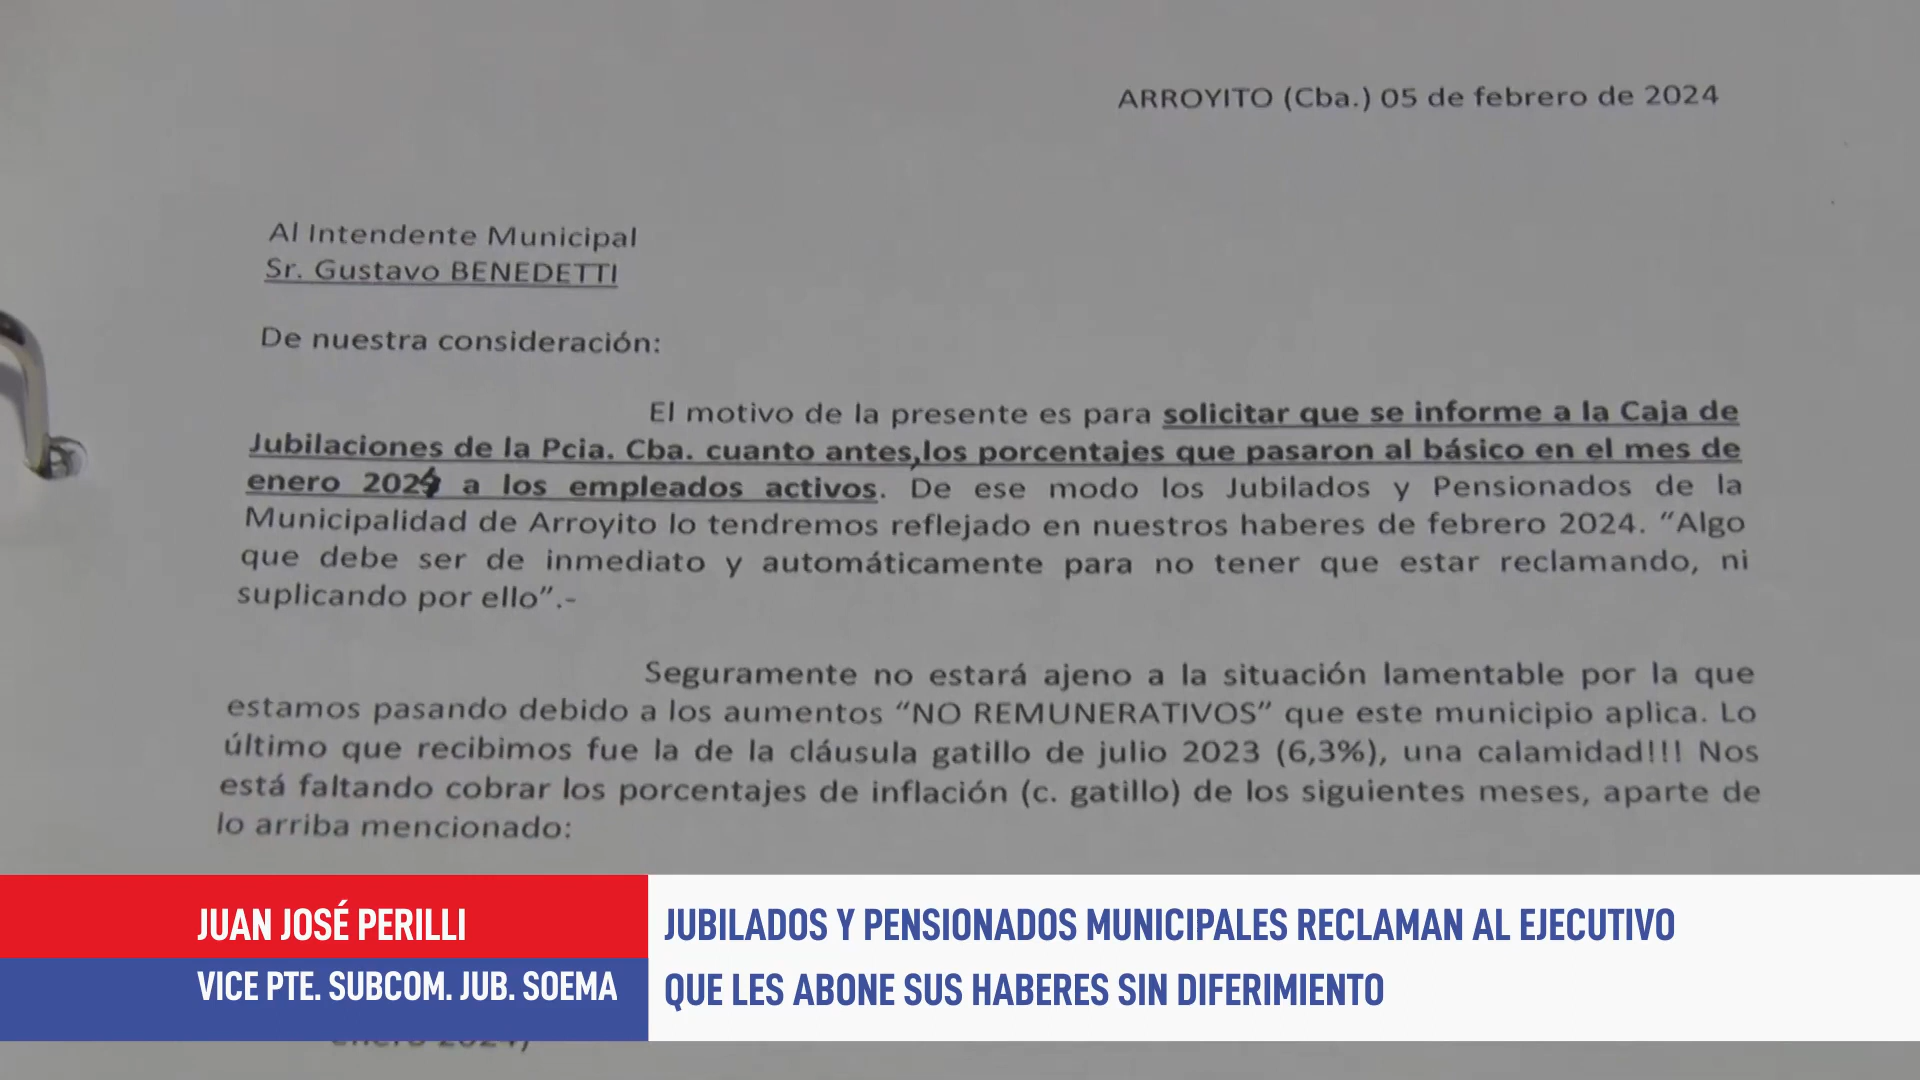 ARROYITO (Cba.) 05 de febrero de 2024
Al Intendente Municipal
Sr. Gustavo BENEDETTI
De nuestra consideración:
El motivo de la presente es para solicitar que se informe a la Caja de
Jubilaciones de la Pcia. Cba. cuanto antes,los porcentajes que pasaron al básico en el mes de
enero 2024 a los empleados activos. De ese modo los Jubilados y Pensionados de la
Municipalidad de Arroyito lo tendremos reflejado en nuestros haberes de febrero 2024. “Algo
que debe ser de inmediato y automáticamente para no tener que estar reclamando, ni
suplicando por ello”.-
Seguramente no estará ajeno a la situación lamentable por la que
estamos pasando debido a los aumentos “NO REMUNERATIVOS” que este municipio aplica. Lo
último que recibimos fue la de la cláusula gatillo de julio 2023 (6,3%), una calamidad!!! Nos
está faltando cobrar los porcentajes de inflación (c. gatillo) de los siguientes meses, aparte de
lo arriba mencionado:
JUAN JOSÉ PERILLI
VICE PTE. SUBCOM. JUB. SOEMA
JUBILADOS Y PENSIONADOS MUNICIPALES RECLAMAN AL EJECUTIVO
QUE LES ABONE SUS HABERES SIN DIFERIMIENTO